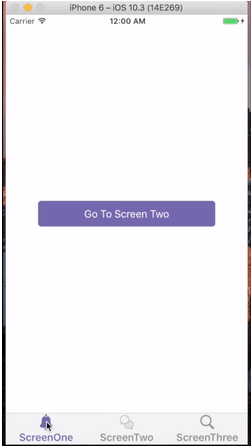 iPhone 6 – iOS 10.3 (14E269)
Carrier 12:00 AM
Go To Screen Two
ScreenOne ScreenTwo ScreenThree